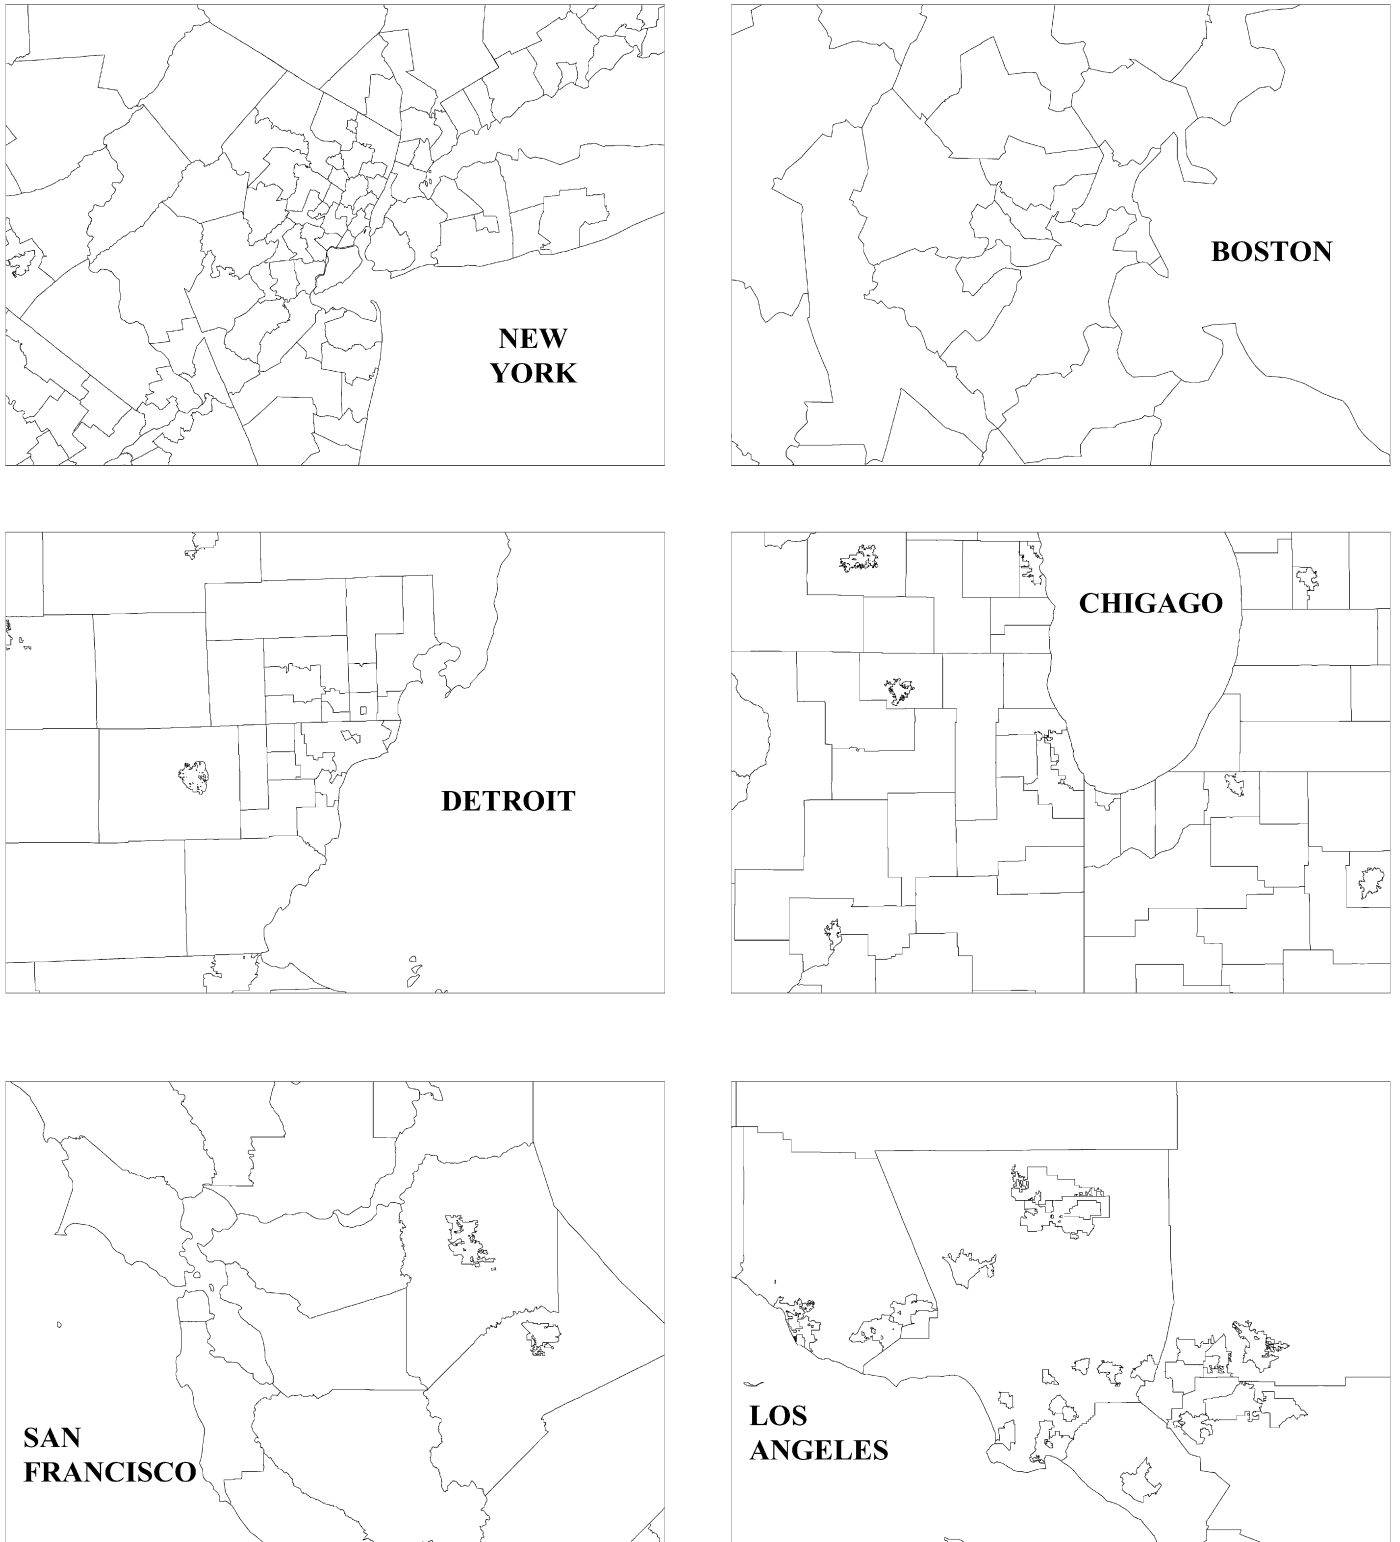 NEW
YORK
BOSTON
DETROIT
CHIGAGO
SAN
FRANCISCO
LOS
ANGELES